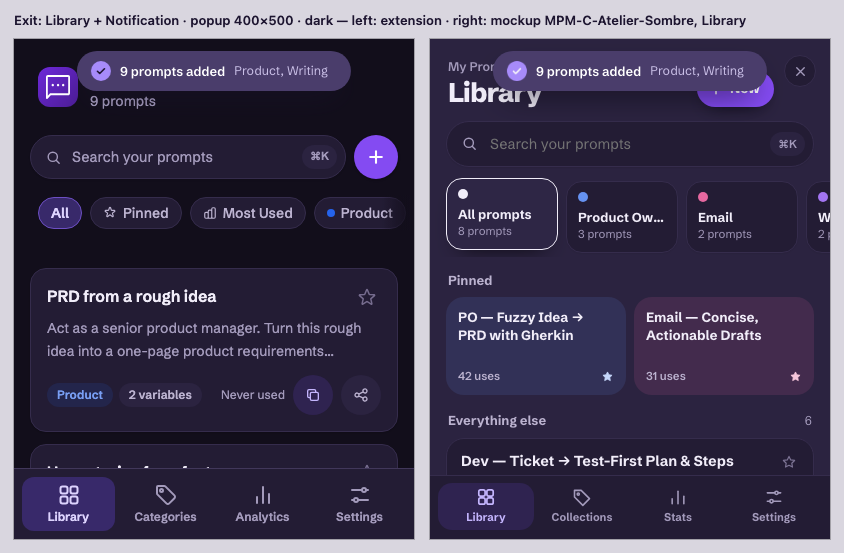 Exit: Library + Notification · popup 400×500 · dark — left: extension · right: mockup MPM-C-Atelier-Sombre, Library
9 prompts added Product, Writing
9 prompts
Search your prompts ⌘K
All Pinned Most Used Product
PRD from a rough idea
Act as a senior product manager. Turn this rough
idea into a one-page product requirements…
Product 2 variables Never used
Library Categories Analytics Settings
9 prompts added Product, Writing
Library
Search your prompts ⌘K
All prompts
8 prompts
Product Ow…
3 prompts
Email
2 prompts
Pinned
PO — Fuzzy Idea →
PRD with Gherkin
42 uses
Email — Concise,
Actionable Drafts
31 uses
Everything else 6
Dev — Ticket → Test-First Plan & Steps
Library Collections Stats Settings